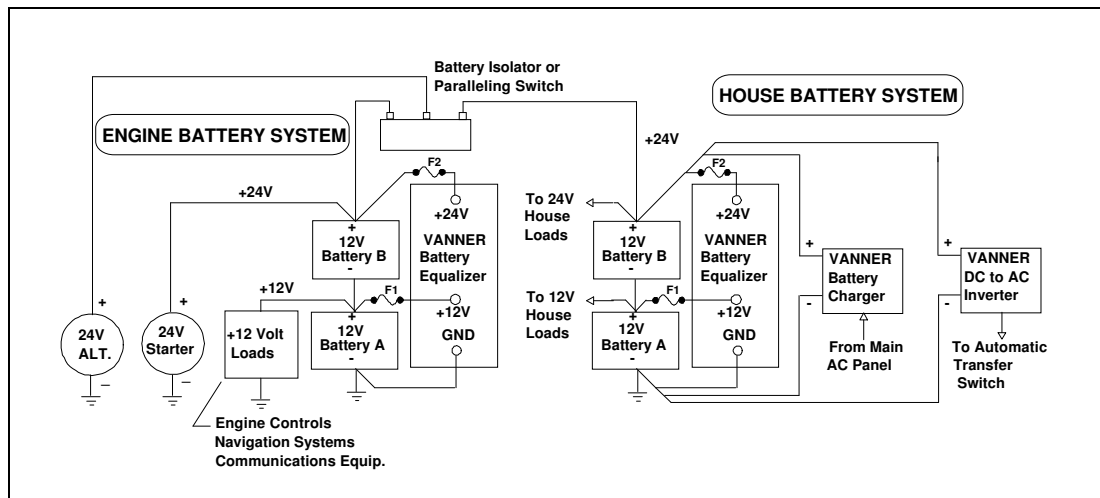 Battery Isolator or
Paralleling Switch
ENGINE BATTERY SYSTEM
HOUSE BATTERY SYSTEM
+24V
F2
+24V
+
12V
Battery B
-
VANNER
Battery
Equalizer
+12V
F1
+12V
GND
+
12V
Battery A
-
+
24V
ALT.
-
+
24V
Starter
-
+12 Volt
Loads
Engine Controls
Navigation Systems
Communications Equip.
+24V
F2
+24V
To 24V
House
Loads
+
12V
Battery B
-
VANNER
Battery
Equalizer
To 12V
House
Loads
F1
+12V
GND
+
12V
Battery A
-
+
VANNER
Battery
Charger
-
From Main
AC Panel
+
VANNER
DC to AC
Inverter
-
To Automatic
Transfer
Switch